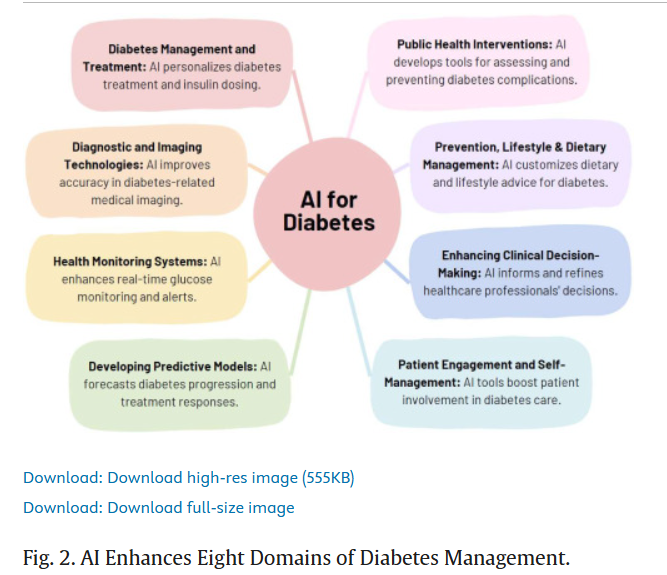 Diabetes Management and
Treatment: AI personalizes diabetes
treatment and insulin dosing.
Public Health Interventions: AI
develops tools for assessing and
preventing diabetes complications.
Diagnostic and Imaging
Technologies: AI improves
accuracy in diabetes-related
medical imaging.
Prevention, Lifestyle & Dietary
Management: AI customizes dietary
and lifestyle advice for diabetes.
AI for
Diabetes
Health Monitoring Systems: AI
enhances real-time glucose
monitoring and alerts.
Enhancing Clinical Decision-
Making: AI informs and refines
healthcare professionals' decisions.
Developing Predictive Models: AI
forecasts diabetes progression and
treatment responses.
Patient Engagement and Self-
Management: AI tools boost patient
involvement in diabetes care.
Download: Download high-res image (555KB)
Download: Download full-size image
Fig. 2. AI Enhances Eight Domains of Diabetes Management.